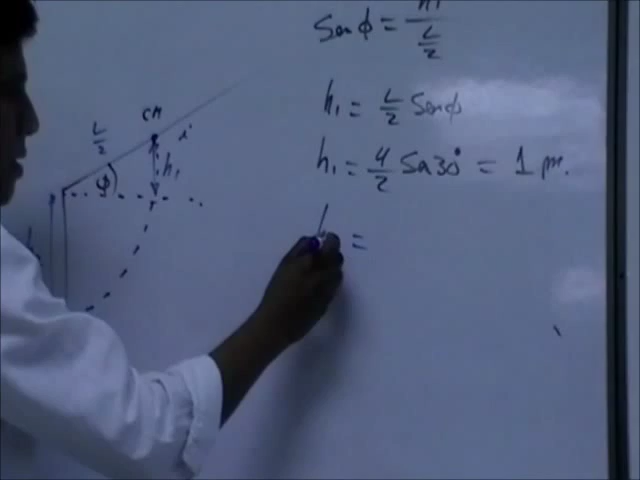 Sen φ = h1 / L/2
CM
L/2
i
h1
φ
h1 = L/2 Sen φ
h1 = 4/2 Sen 30° = 1 m.
h =